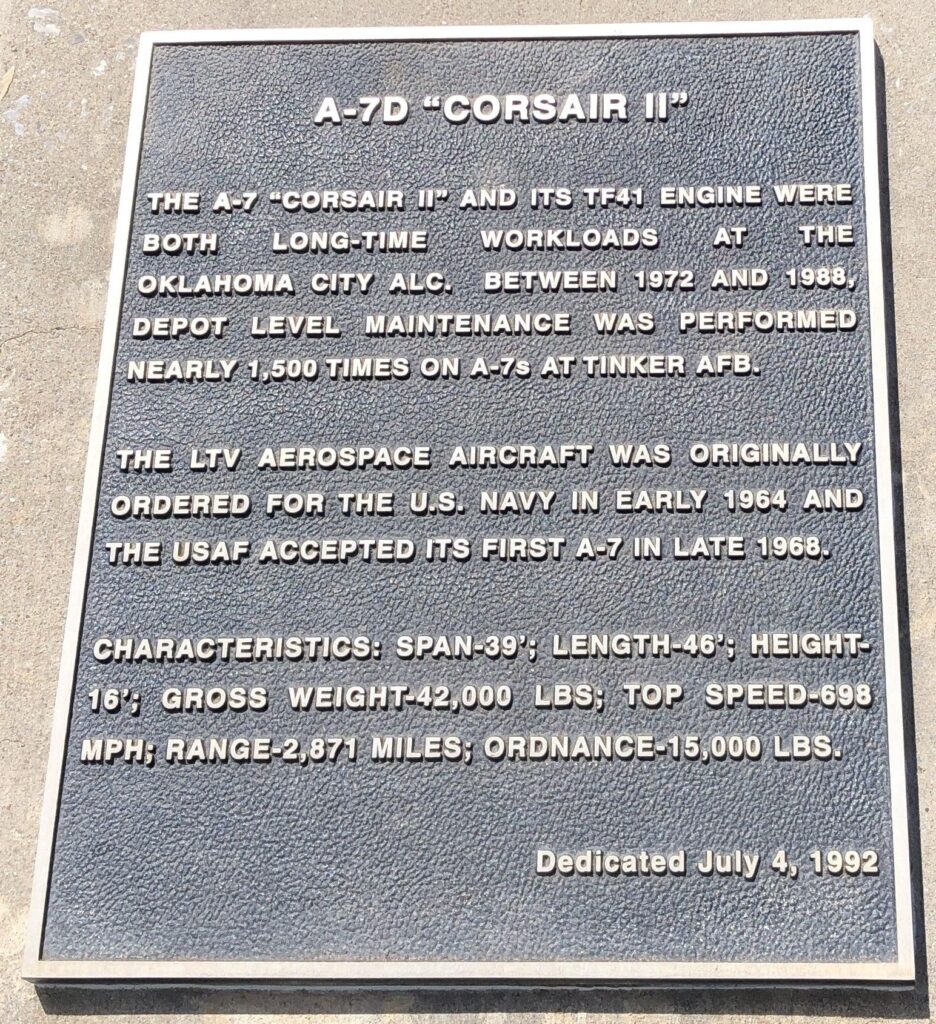 A-7D “CORSAIR II”
THE A-7 “CORSAIR II” AND ITS TF41 ENGINE WERE
BOTH LONG-TIME WORKLOADS AT THE
OKLAHOMA CITY ALC. BETWEEN 1972 AND 1988,
DEPOT LEVEL MAINTENANCE WAS PERFORMED
NEARLY 1,500 TIMES ON A-7s AT TINKER AFB.
THE LTV AEROSPACE AIRCRAFT WAS ORIGINALLY
ORDERED FOR THE U.S. NAVY IN EARLY 1964 AND
THE USAF ACCEPTED ITS FIRST A-7 IN LATE 1968.
CHARACTERISTICS: SPAN-39’; LENGTH-46’; HEIGHT-
16’; GROSS WEIGHT-42,000 LBS; TOP SPEED-698
MPH; RANGE-2,871 MILES; ORDNANCE-15,000 LBS.
Dedicated July 4, 1992